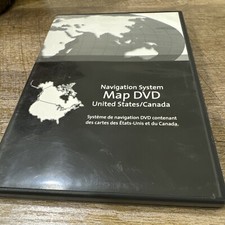 Navigation System
Map DVD
United States/Canada
Système de navigation DVD contenant
des cartes des États-Unis et du Canada.